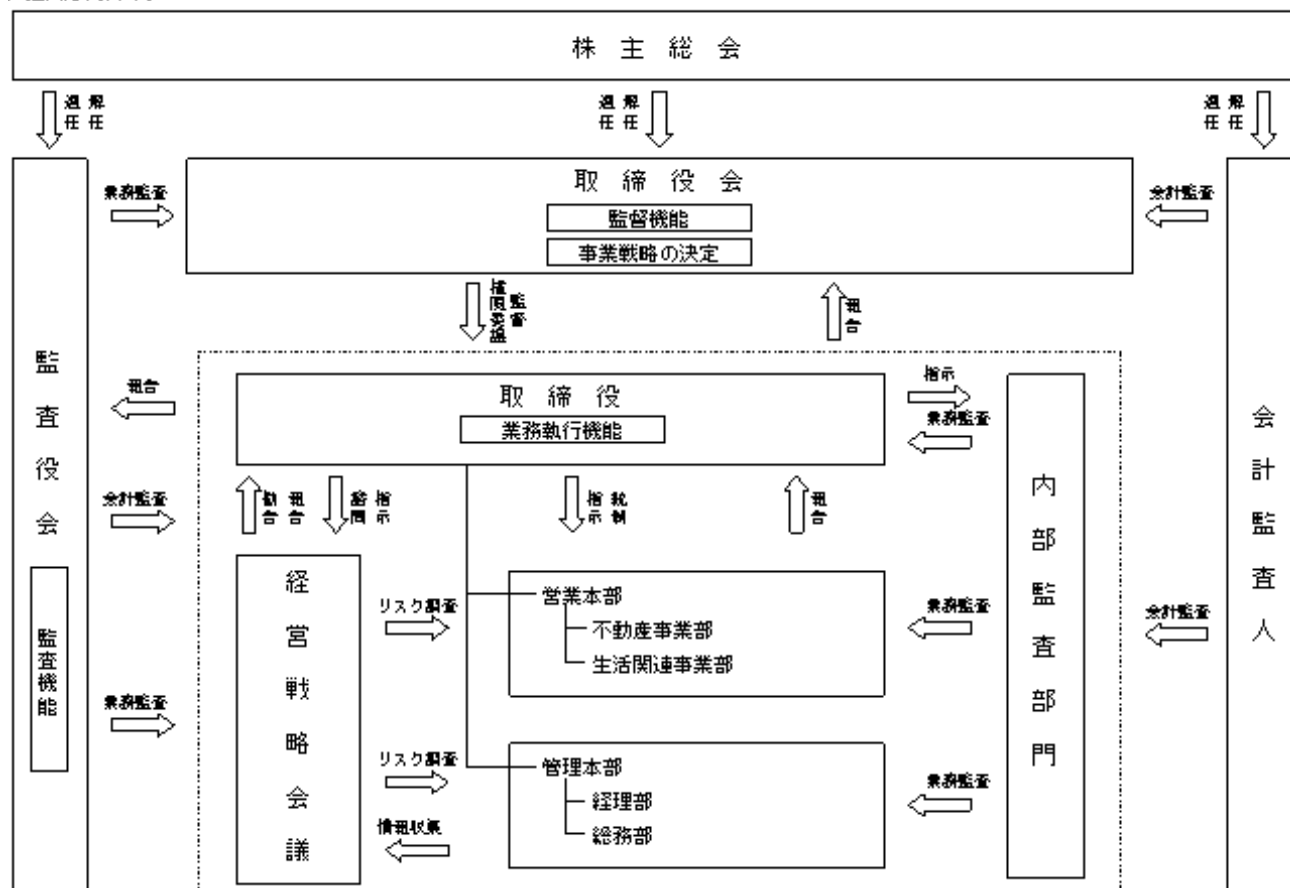 株主総会
選任 解任
選任 解任
選任 解任
取締役会
監督機能
事業戦略の決定
業務監査
会計監査
権限委譲
監督
報告
監査役会
監査機能
報告
会計監査
業務監査
取締役
業務執行機能
指示
業務監査
勧告 報告
諮問 指示
指示 統制
報告
経営戦略会議
リスク調査
リスク調査
情報収集
営業本部
不動産事業部
生活関連事業部
管理本部
経理部
総務部
業務監査
業務監査
内部監査部門
会計監査
会計監査人